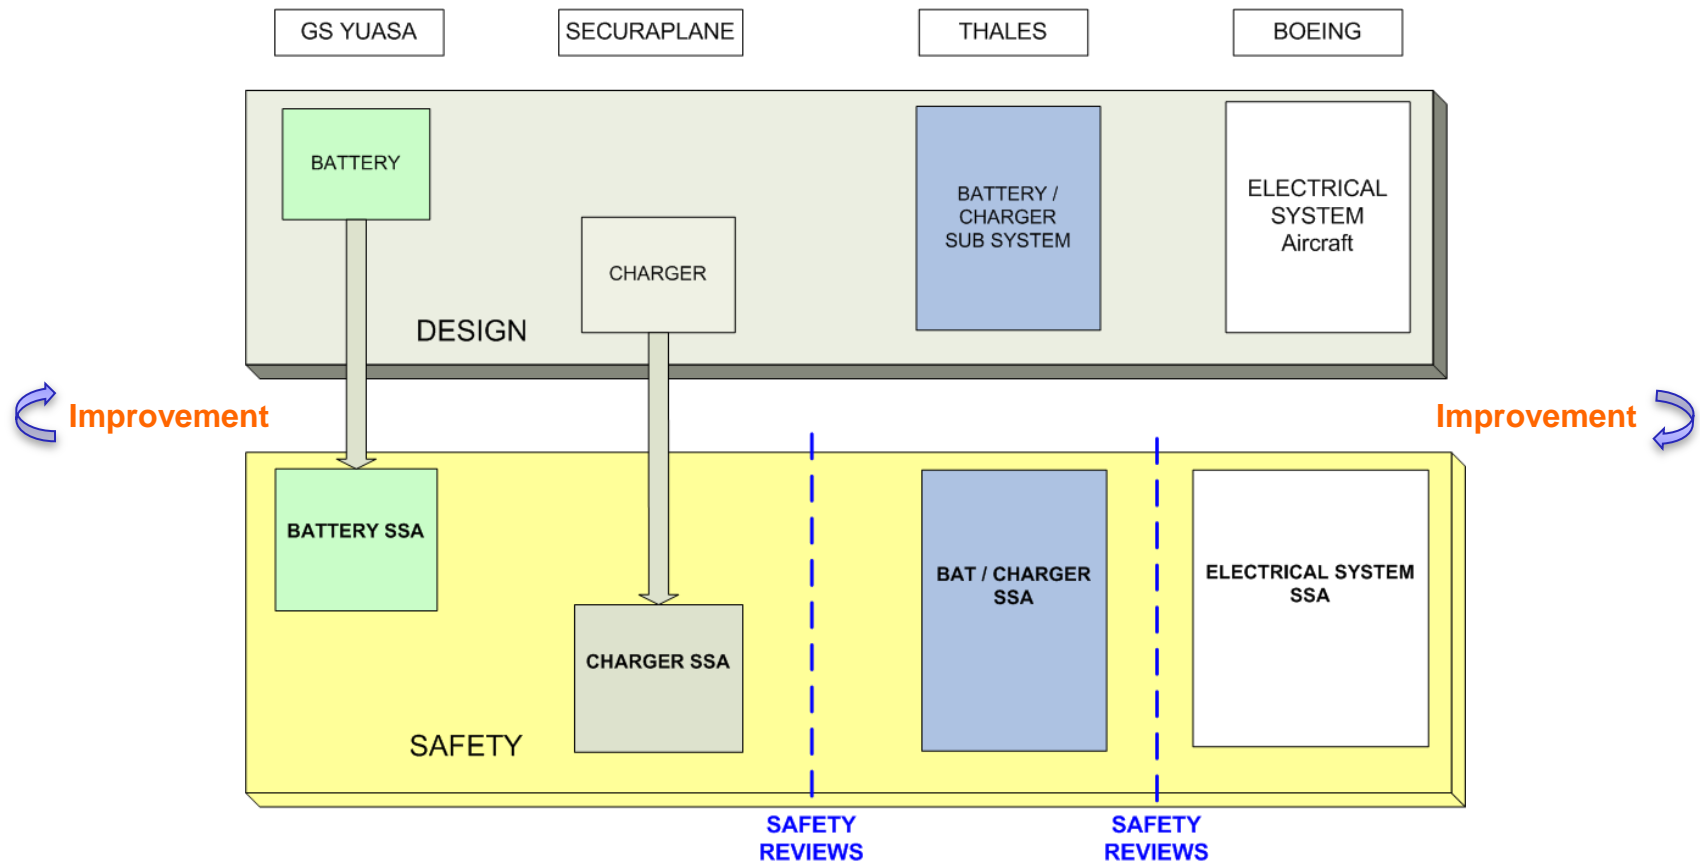 GS YUASA
SECURAPLANE
THALES
BOEING
BATTERY
BATTERY /
CHARGER
SUB SYSTEM
ELECTRICAL
SYSTEM
Aircraft
CHARGER
DESIGN
Improvement
Improvement
BATTERY SSA
BAT / CHARGER
SSA
ELECTRICAL SYSTEM
SSA
CHARGER SSA
SAFETY
SAFETY
REVIEWS
SAFETY
REVIEWS